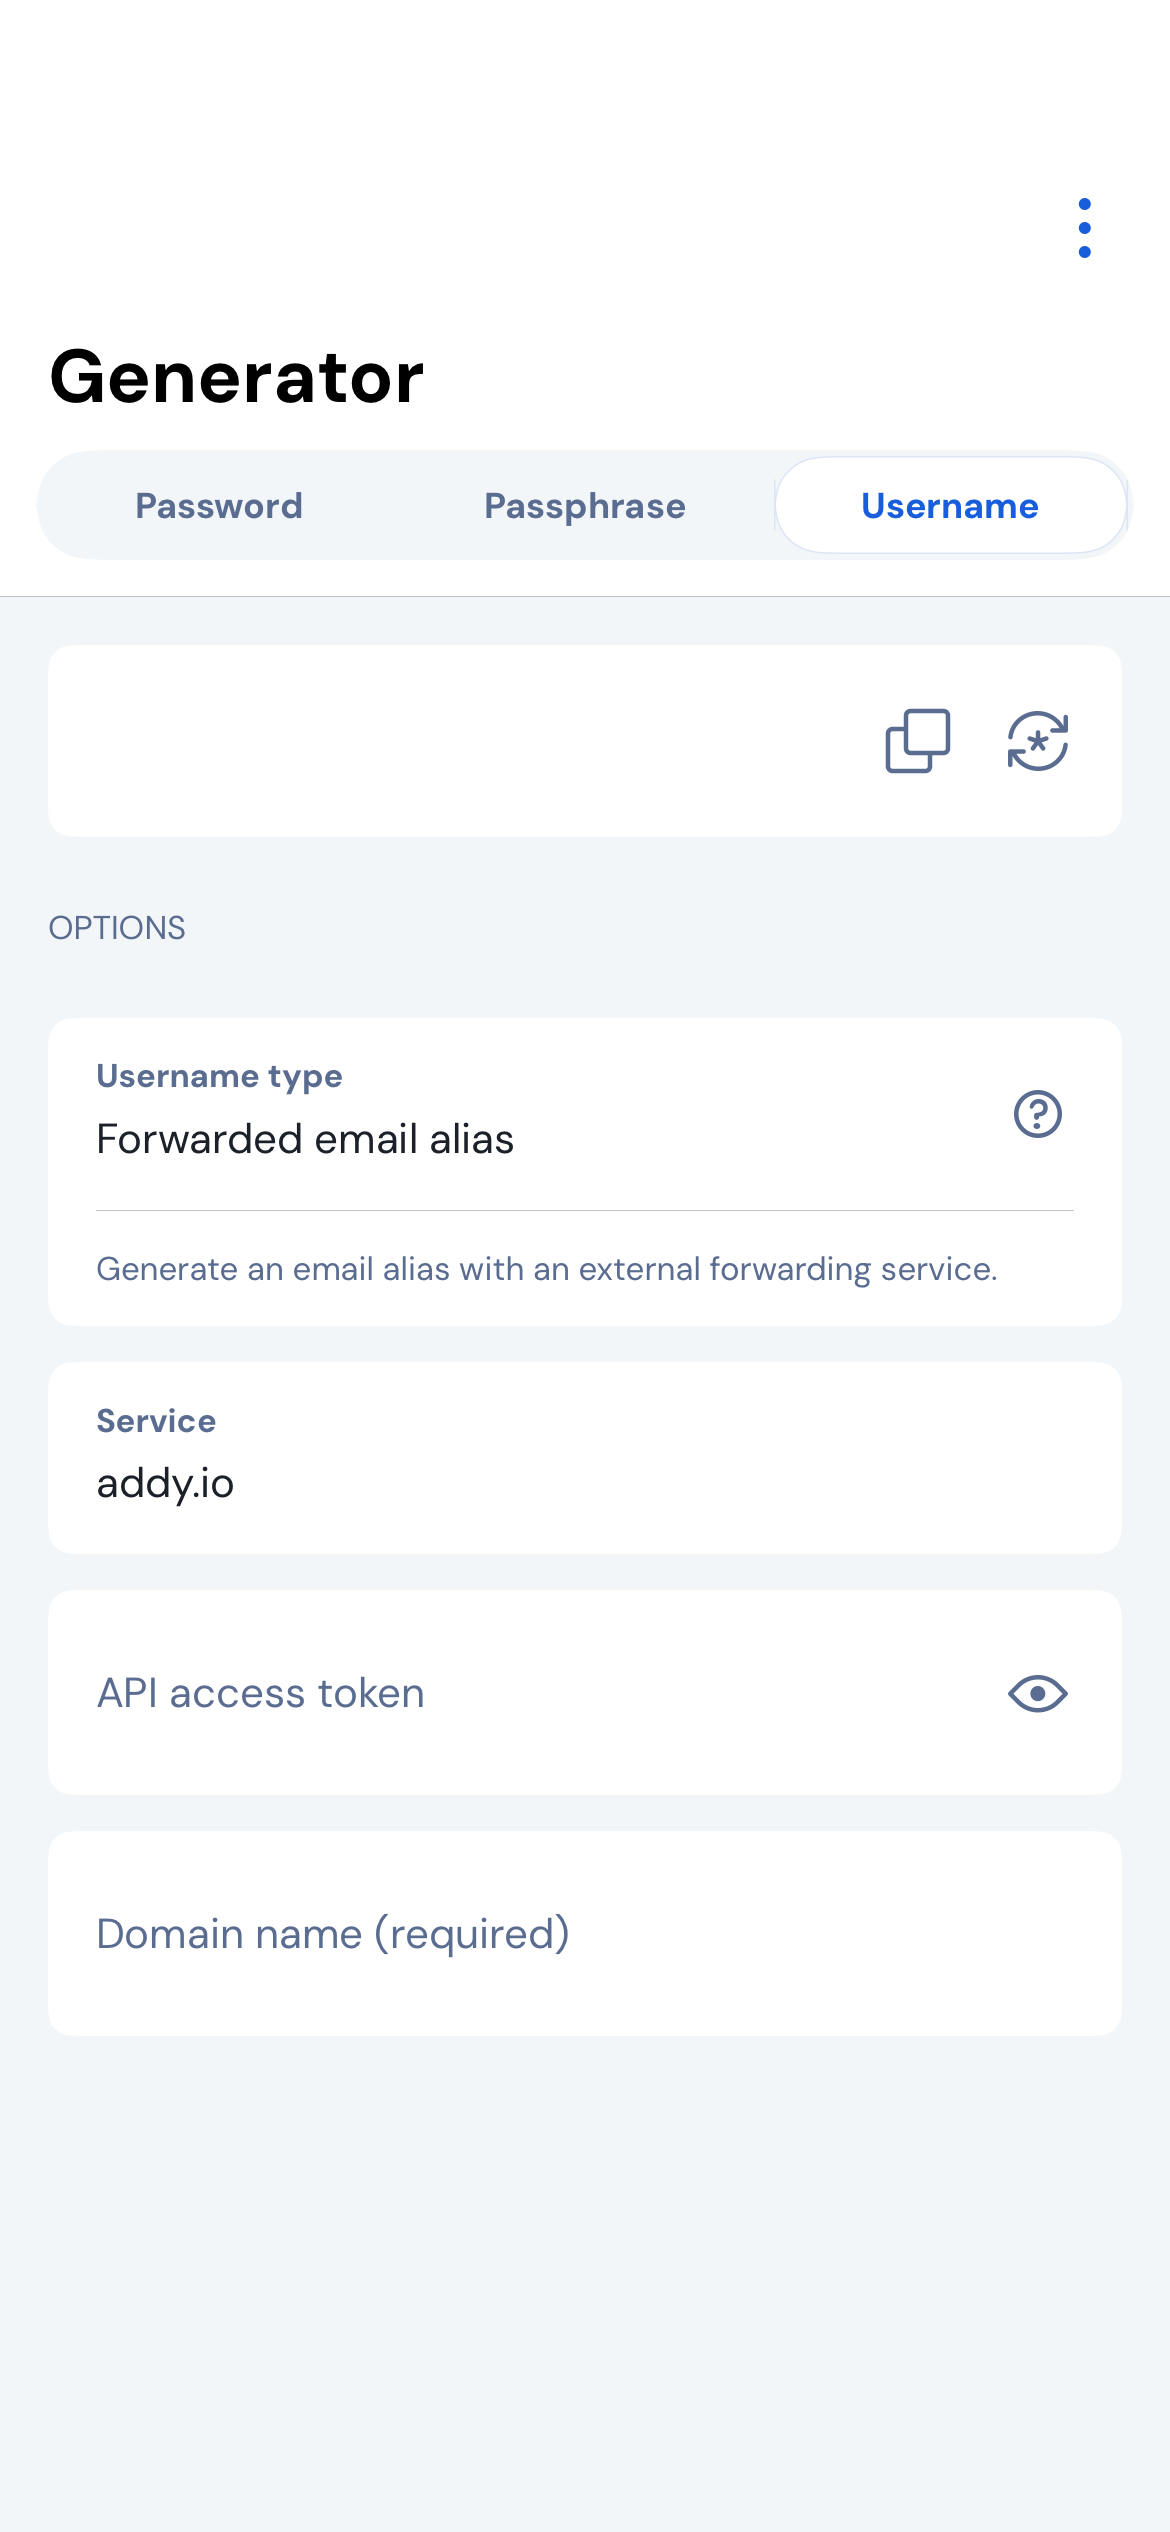 Generator
Password Passphrase Username
OPTIONS
Username type
Forwarded email alias
Generate an email alias with an external forwarding service.
Service
addy.io
API access token
Domain name (required)